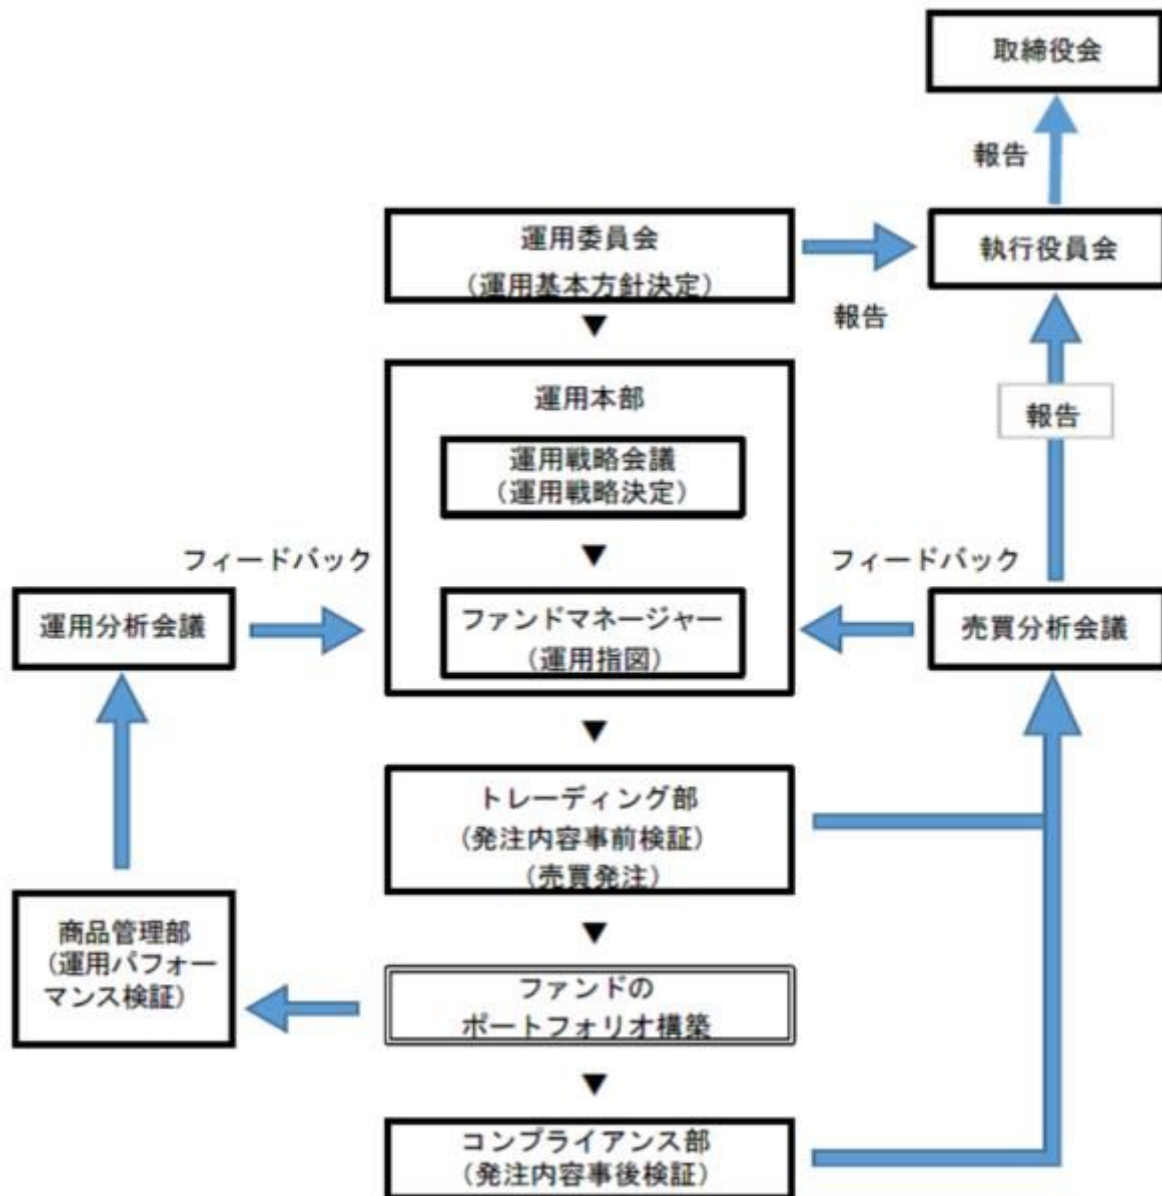 取締役会
報告
運用委員会
（運用基本方針決定）
執行役員会
報告
▼
運用本部
報告
運用戦略会議
（運用戦略決定）
▼
フィードバック
フィードバック
運用分析会議
ファンドマネージャー
（運用指図）
売買分析会議
▼
トレーディング部
（発注内容事前検証）
（売買発注）
▼
商品管理部
（運用パフォー
マンス検証）
ファンドの
ポートフォリオ構築
▼
コンプライアンス部
（発注内容事後検証）